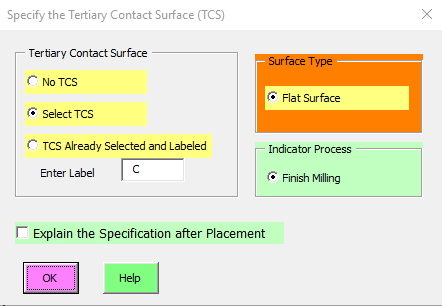 Specify the Tertiary Contact Surface (TCS)
Tertiary Contact Surface
No TCS
Select TCS
TCS Already Selected and Labeled
Enter Label C
Surface Type
Flat Surface
Indicator Process
Finish Milling
Explain the Specification after Placement
OK Help